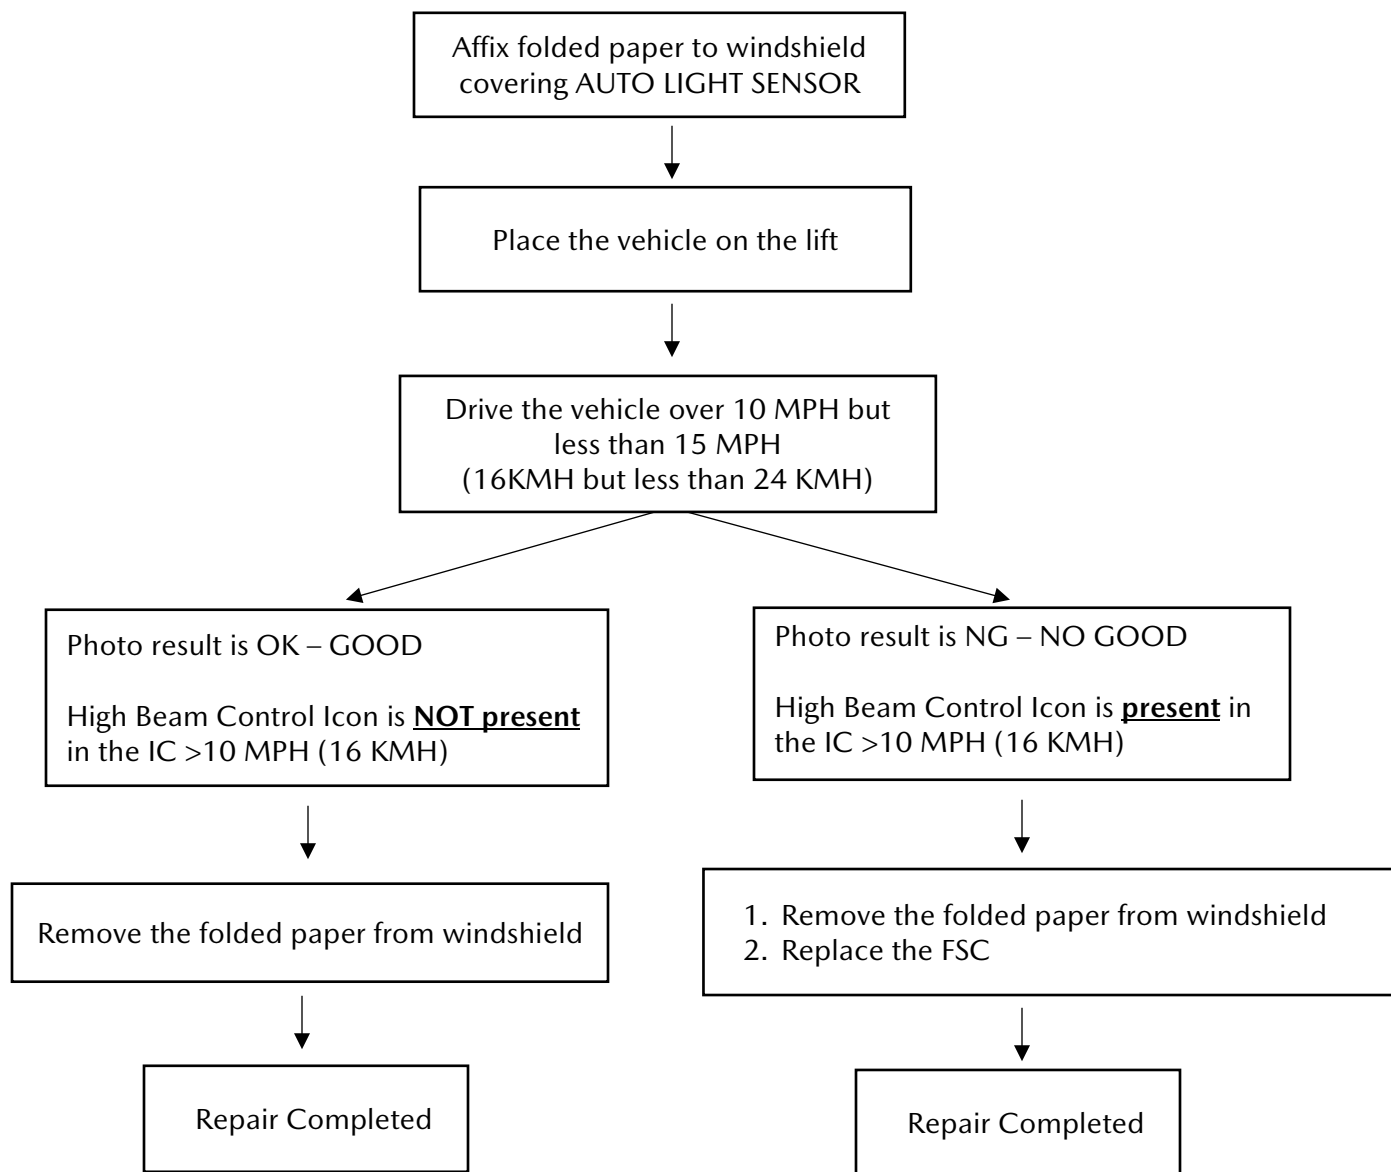 Affix folded paper to windshield
covering AUTO LIGHT SENSOR
Place the vehicle on the lift
Drive the vehicle over 10 MPH but
less than 15 MPH
(16KMH but less than 24 KMH)
Photo result is OK – GOOD
High Beam Control Icon is NOT present
in the IC >10 MPH (16 KMH)
Remove the folded paper from windshield
Repair Completed
Photo result is NG – NO GOOD
High Beam Control Icon is present in
the IC >10 MPH (16 KMH)
1. Remove the folded paper from windshield
2. Replace the FSC
Repair Completed